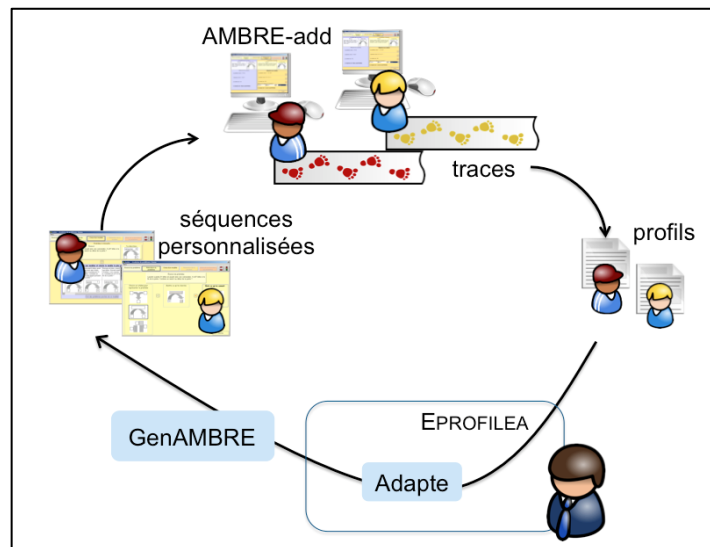 AMBRE-add
traces
profils
séquences
personnalisées
EPROFILEA
GenAMBRE
Adapte